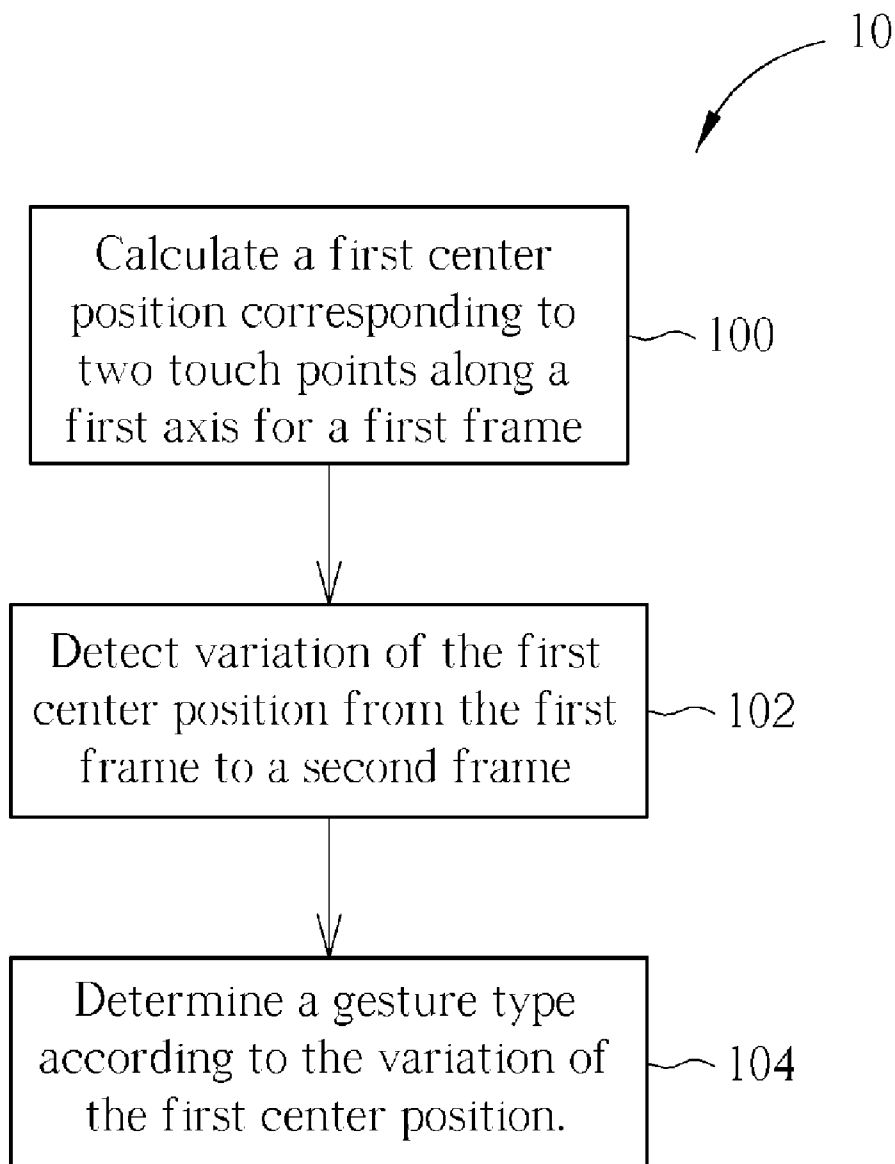 10
Calculate a first center
position corresponding to
two touch points along a
first axis for a first frame
100
Detect variation of the first
center position from the first
frame to a second frame
102
Determine a gesture type
according to the variation of
the first center position.
104